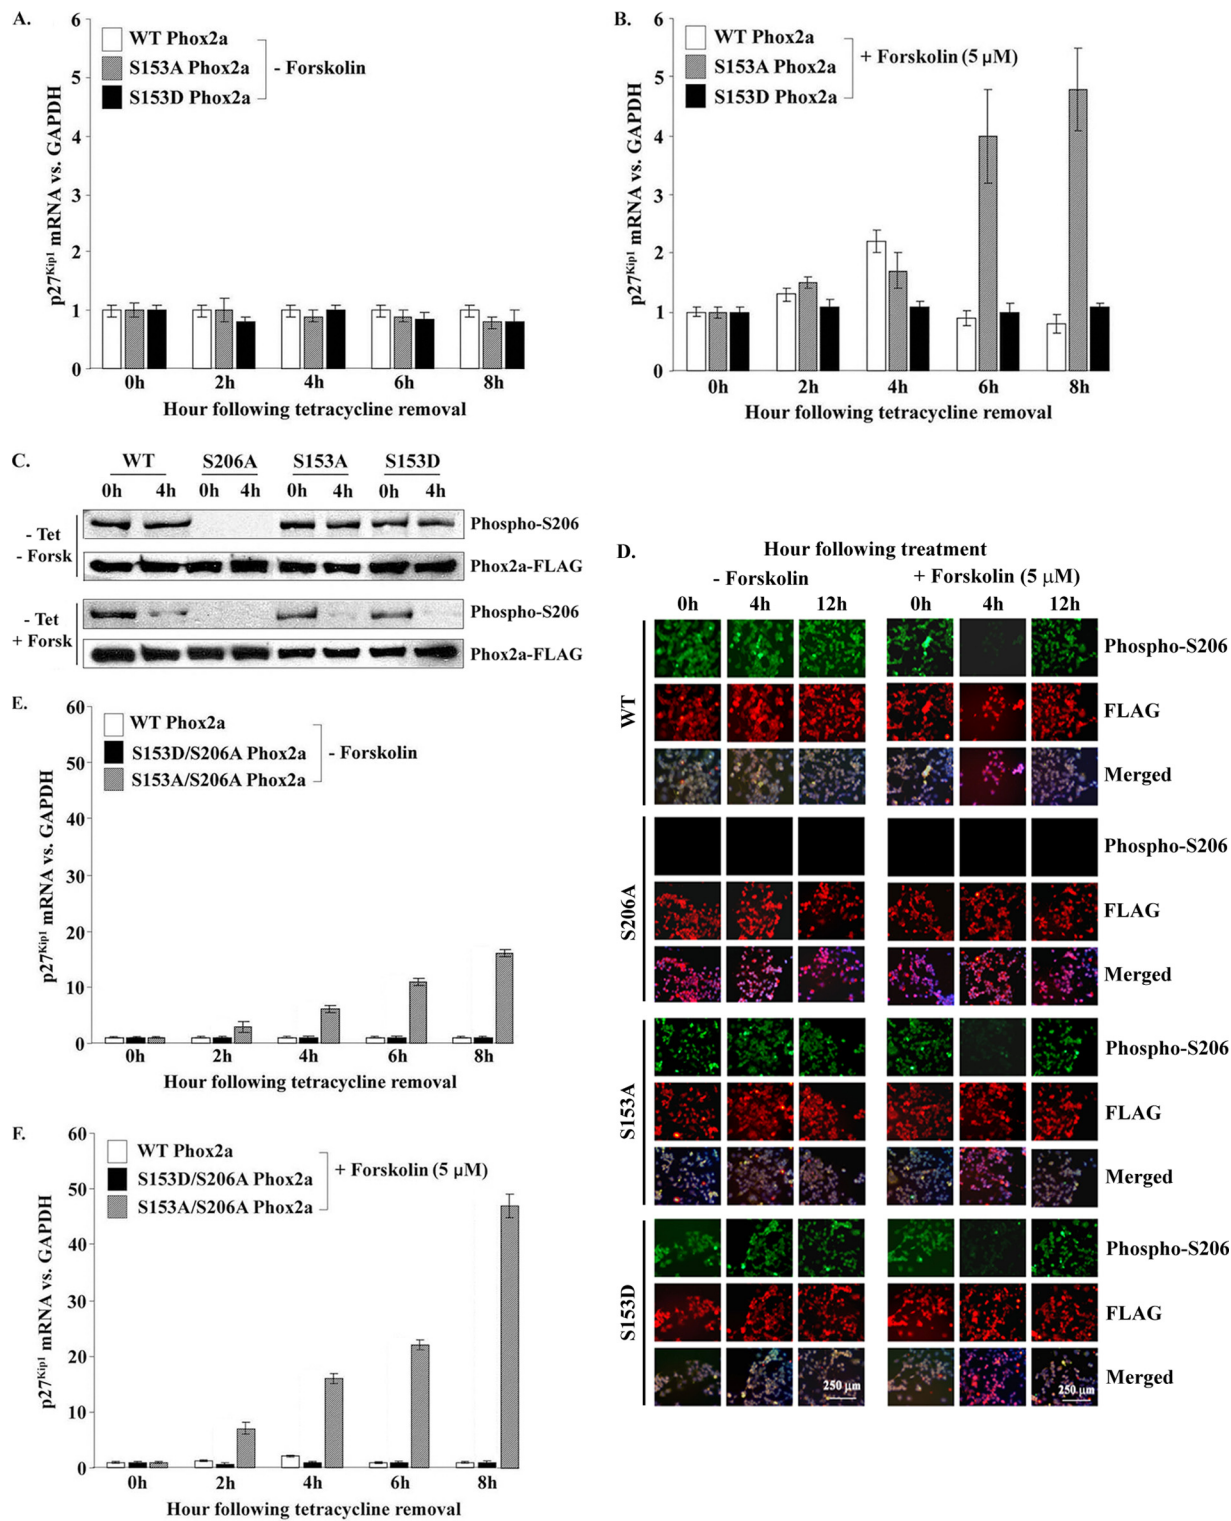 A.
6
5
4
3
2
1
0
p27Kip1 mRNA vs. GAPDH
WT Phox2a
S153A Phox2a
S153D Phox2a
- Forskolin
0h 2h 4h 6h 8h
Hour following tetracycline removal
B.
6
5
4
3
2
1
0
p27Kip1 mRNA vs. GAPDH
WT Phox2a
S153A Phox2a
S153D Phox2a
+ Forskolin (5 μM)
0h 2h 4h 6h 8h
Hour following tetracycline removal
C.
WT S206A S153A S153D
0h 4h 0h 4h 0h 4h 0h 4h
- Tet
- Forsk
Phospho-S206
Phox2a-FLAG
- Tet
+ Forsk
Phospho-S206
Phox2a-FLAG
D.
Hour following treatment
- Forskolin + Forskolin (5 μM)
0h 4h 12h 0h 4h 12h
WT
Phospho-S206
FLAG
Merged
S206A
Phospho-S206
FLAG
Merged
S153A
Phospho-S206
FLAG
Merged
S153D
Phospho-S206
FLAG
Merged
250 μm 250 μm
E.
60
50
40
30
20
10
0
p27Kip1 mRNA vs. GAPDH
WT Phox2a
S153D/S206A Phox2a
S153A/S206A Phox2a
- Forskolin
0h 2h 4h 6h 8h
Hour following tetracycline removal
F.
60
50
40
30
20
10
0
p27Kip1 mRNA vs. GAPDH
WT Phox2a
S153D/S206A Phox2a
S153A/S206A Phox2a
+ Forskolin (5 μM)
0h 2h 4h 6h 8h
Hour following tetracycline removal